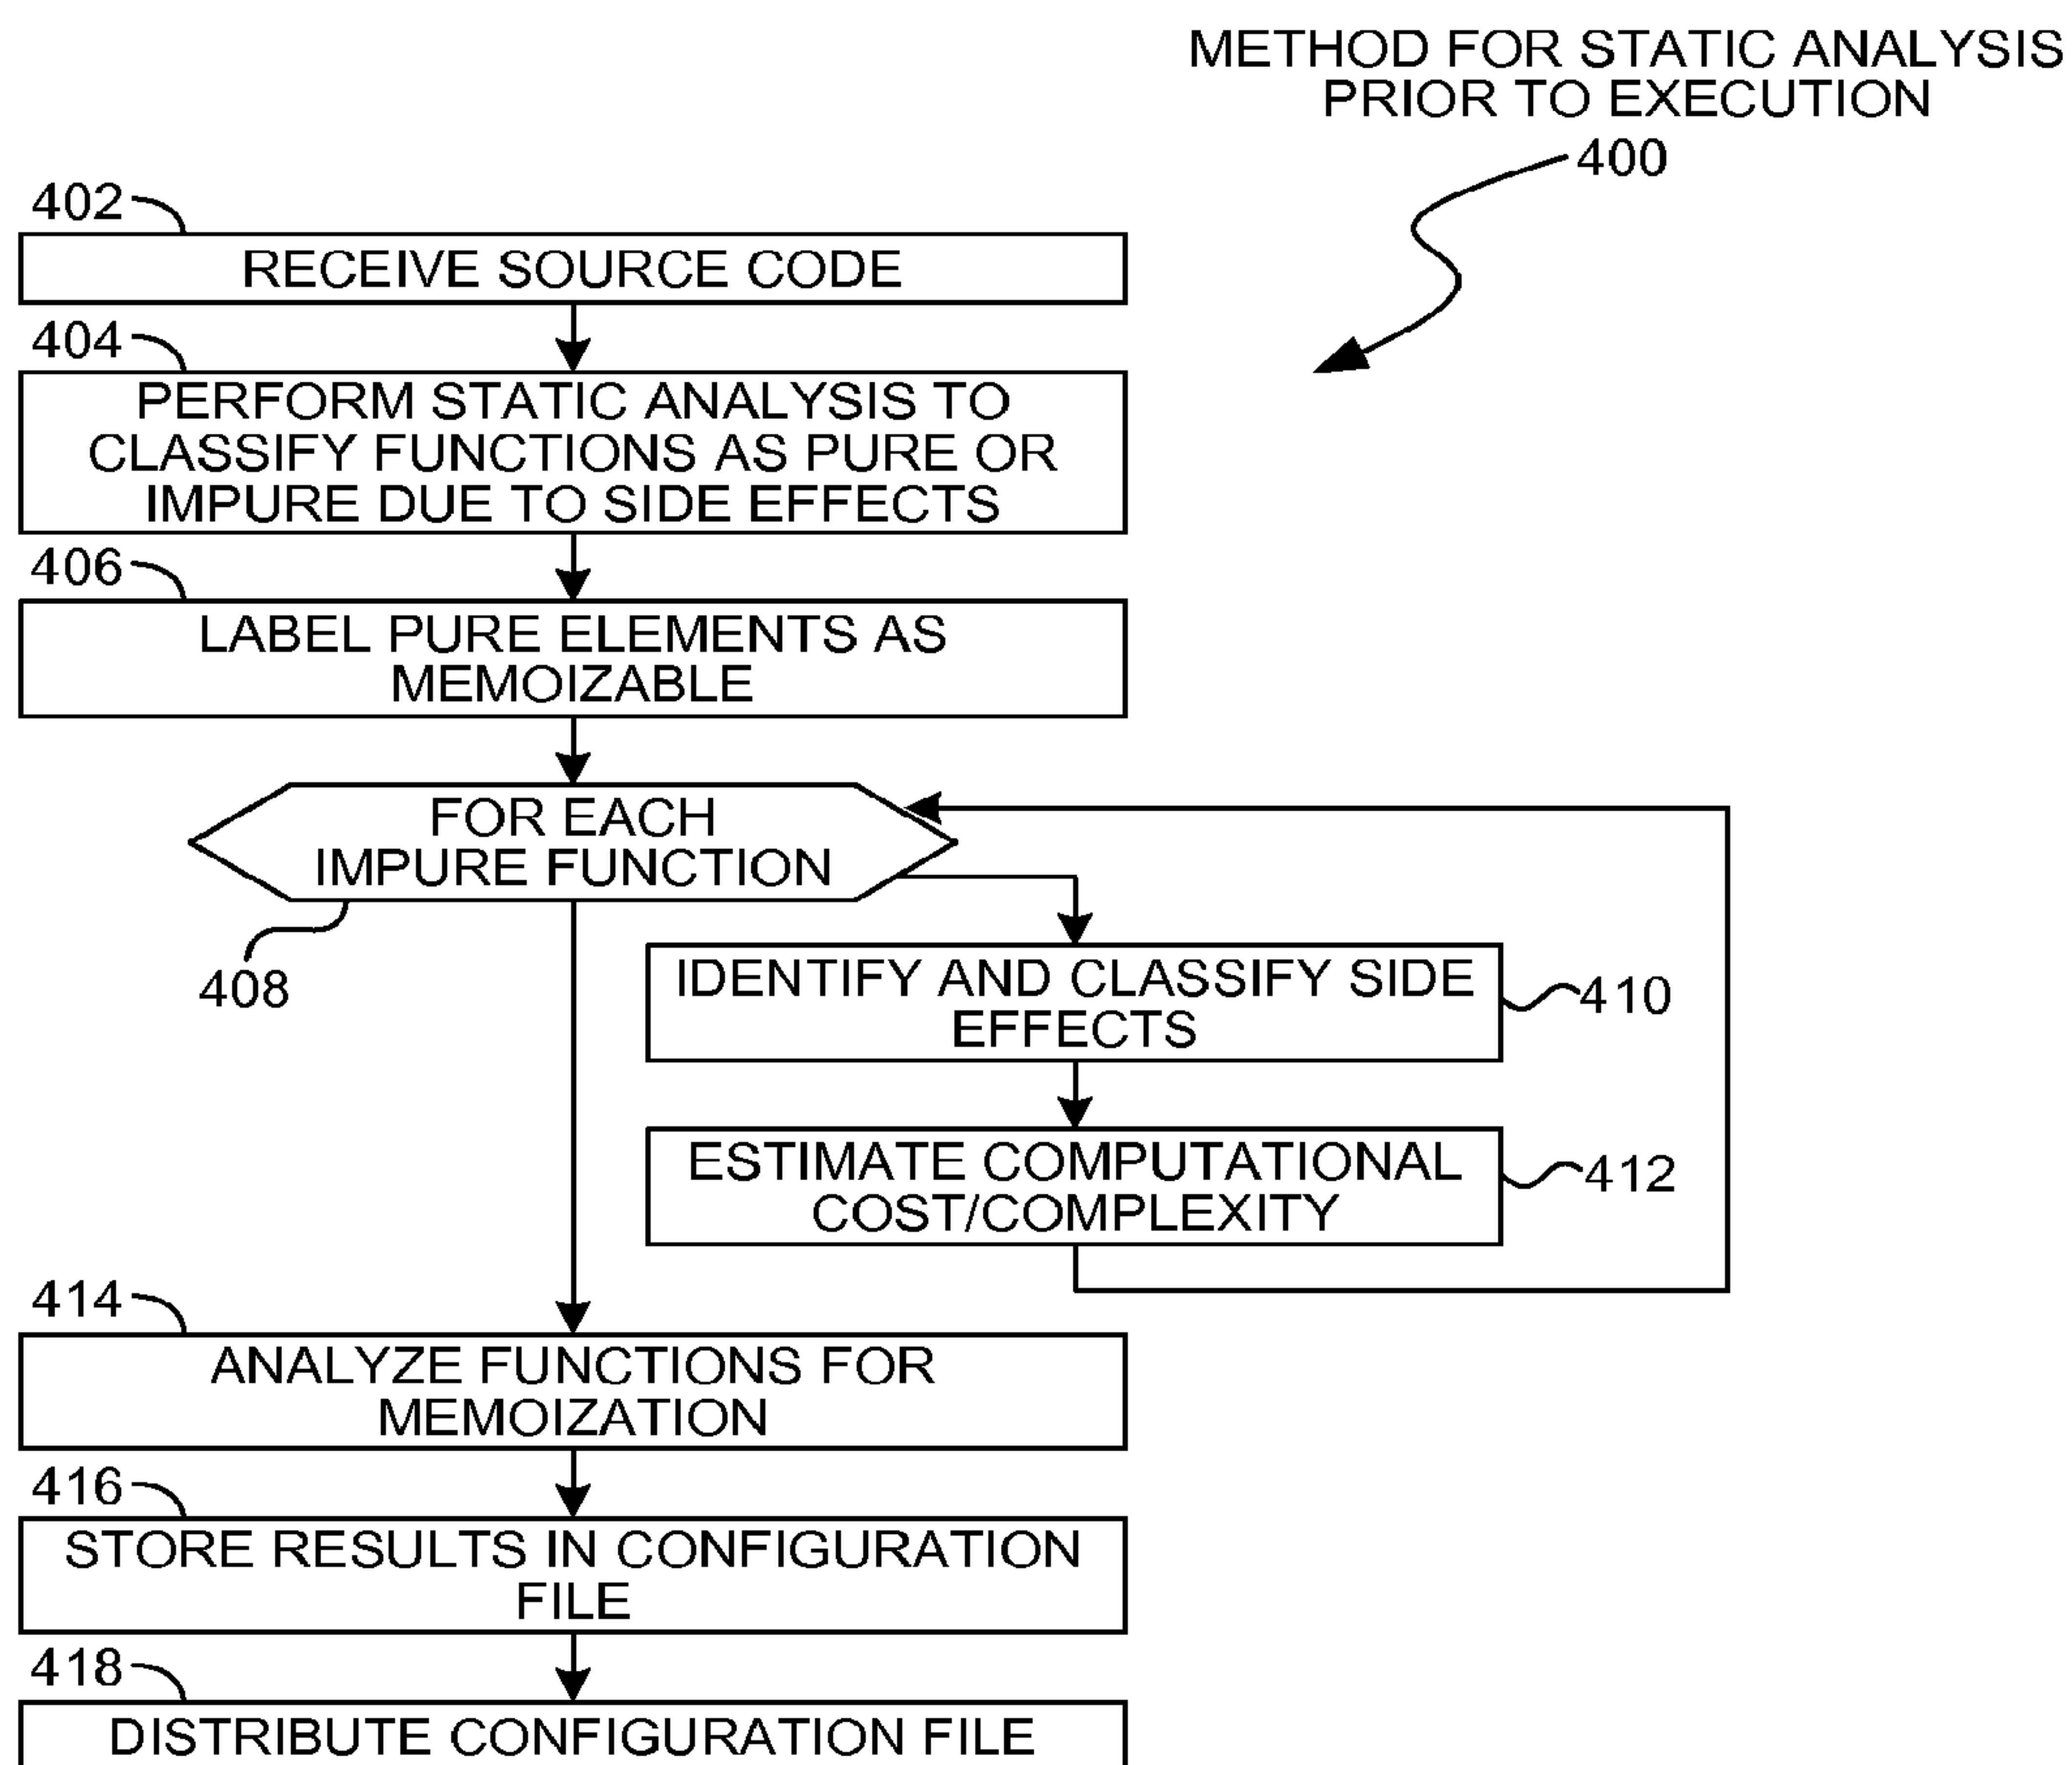 METHOD FOR STATIC ANALYSIS
PRIOR TO EXECUTION
400
402
RECEIVE SOURCE CODE
404
PERFORM STATIC ANALYSIS TO
CLASSIFY FUNCTIONS AS PURE OR
IMPURE DUE TO SIDE EFFECTS
406
LABEL PURE ELEMENTS AS
MEMOIZABLE
FOR EACH
IMPURE FUNCTION
408
IDENTIFY AND CLASSIFY SIDE
EFFECTS
410
ESTIMATE COMPUTATIONAL
COST/COMPLEXITY
412
414
ANALYZE FUNCTIONS FOR
MEMOIZATION
416
STORE RESULTS IN CONFIGURATION
FILE
418
DISTRIBUTE CONFIGURATION FILE